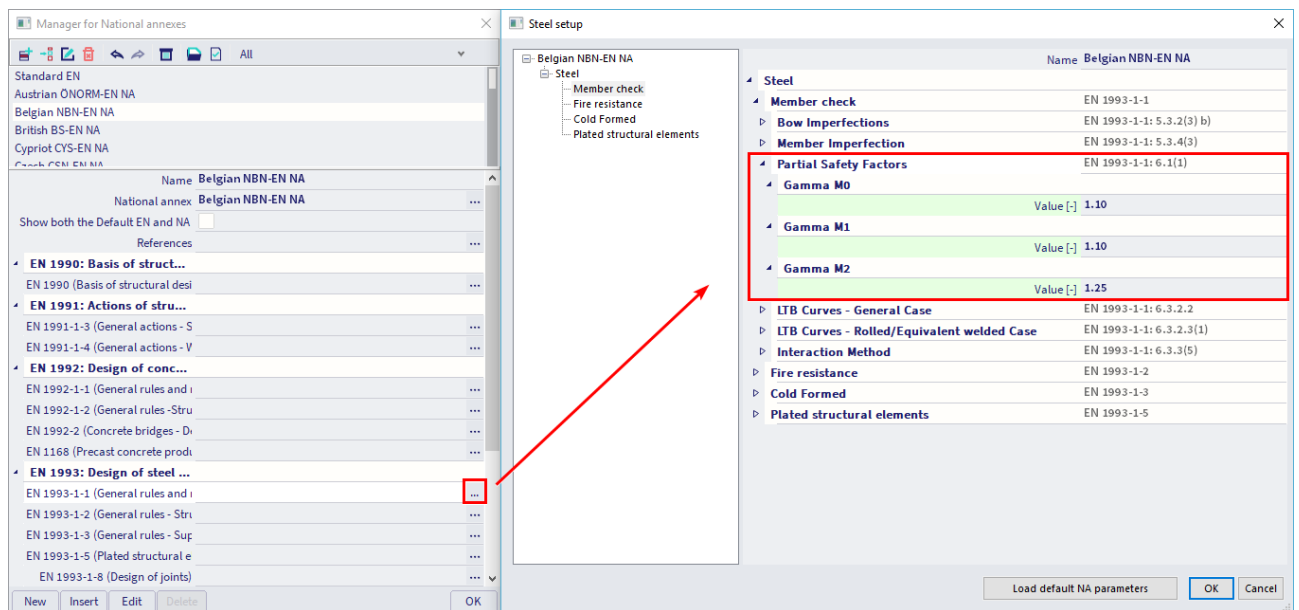 Manager for National annexes
All
Standard EN
Austrian ÖNORM-EN NA
Belgian NBN-EN NA
British BS-EN NA
Cypriot CYS-EN NA
Czech CSN-EN NA
Name Belgian NBN-EN NA
National annex Belgian NBN-EN NA ...
Show both the Default EN and NA
References ...
EN 1990: Basis of struct...
EN 1990 (Basis of structural desi ...
EN 1991: Actions of stru...
EN 1991-1-3 (General actions - S ...
EN 1991-1-4 (General actions - W ...
EN 1992: Design of conc...
EN 1992-1-1 (General rules and r ...
EN 1992-1-2 (General rules -Stru ...
EN 1992-2 (Concrete bridges - De ...
EN 1168 (Precast concrete produ ...
EN 1993: Design of steel ...
EN 1993-1-1 (General rules and r ...
EN 1993-1-2 (General rules - Stru ...
EN 1993-1-3 (General rules - Sup ...
EN 1993-1-5 (Plated structural e ...
EN 1993-1-8 (Design of joints) ...
New Insert Edit Delete OK
Steel setup
Belgian NBN-EN NA
Steel
Member check
Fire resistance
Cold Formed
Plated structural elements
Name Belgian NBN-EN NA
Steel
Member check EN 1993-1-1
Bow Imperfections EN 1993-1-1: 5.3.2(3) b)
Member Imperfection EN 1993-1-1: 5.3.4(3)
Partial Safety Factors EN 1993-1-1: 6.1(1)
Gamma M0
Value [-] 1.10
Gamma M1
Value [-] 1.10
Gamma M2
Value [-] 1.25
LTB Curves - General Case EN 1993-1-1: 6.3.2.2
LTB Curves - Rolled/Equivalent welded Case EN 1993-1-1: 6.3.2.3(1)
Interaction Method EN 1993-1-1: 6.3.3(5)
Fire resistance EN 1993-1-2
Cold Formed EN 1993-1-3
Plated structural elements EN 1993-1-5
Load default NA parameters OK Cancel